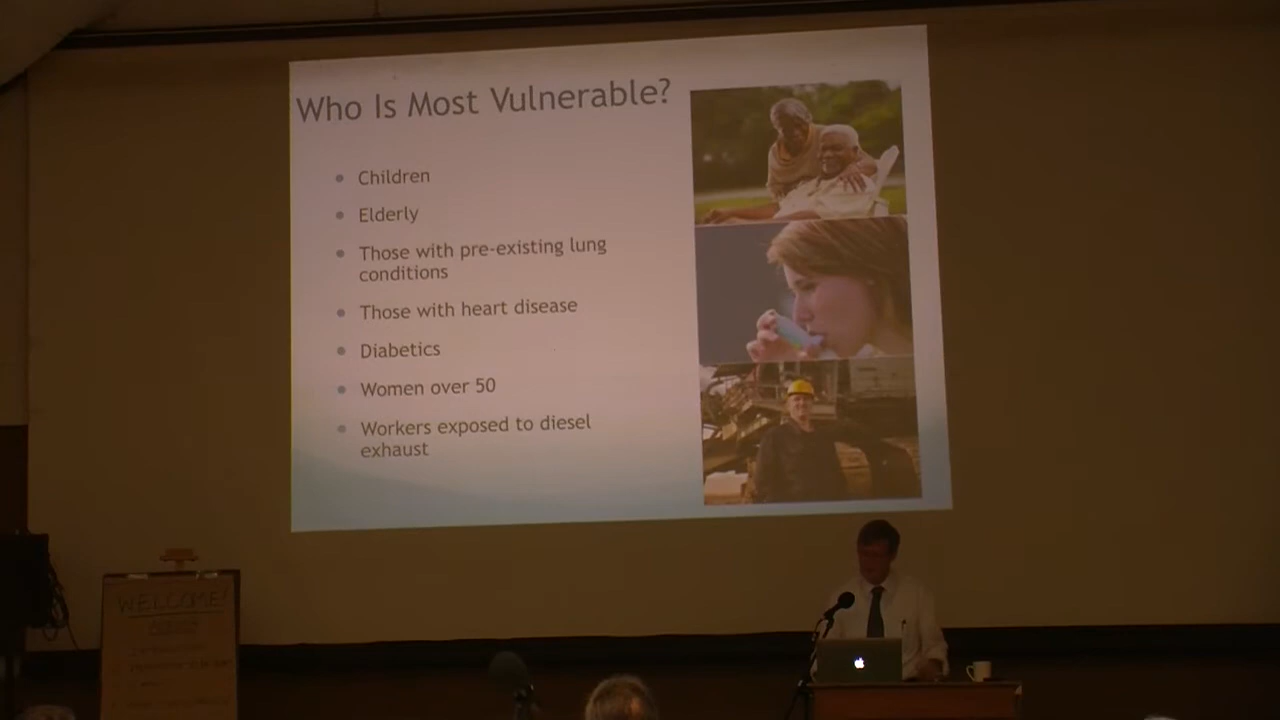 Who Is Most Vulnerable?
• Children
• Elderly
• Those with pre-existing lung
conditions
• Those with heart disease
• Diabetics
• Women over 50
• Workers exposed to diesel
exhaust
WELCOME!
AGENDA